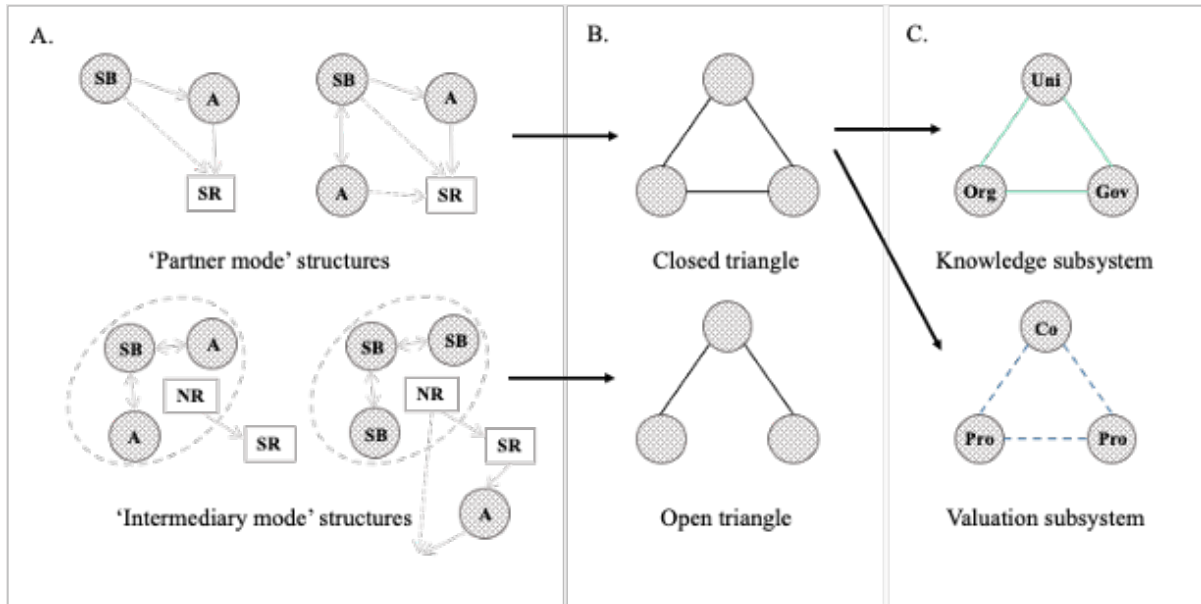 A.
SB
A
SR
SB
A
A
SR
‘Partner mode’ structures
SB
A
NR
A
SR
SB
SB
NR
SB
SR
A
‘Intermediary mode’ structures
B.
Closed triangle
Open triangle
C.
Uni
Org
Gov
Knowledge subsystem
Co
Pro
Pro
Valuation subsystem